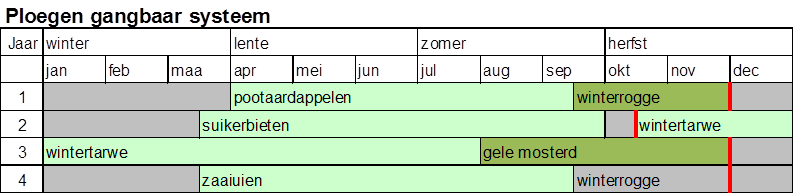 Ploegen gangbaar systeem
Jaar winter lente zomer herfst
jan feb maa apr mei jun jul aug sep okt nov dec
1 pootaardappelen winterrogge
2 suikerbieten wintertarwe
3 wintertarwe gele mosterd
4 zaaiuien winterrogge